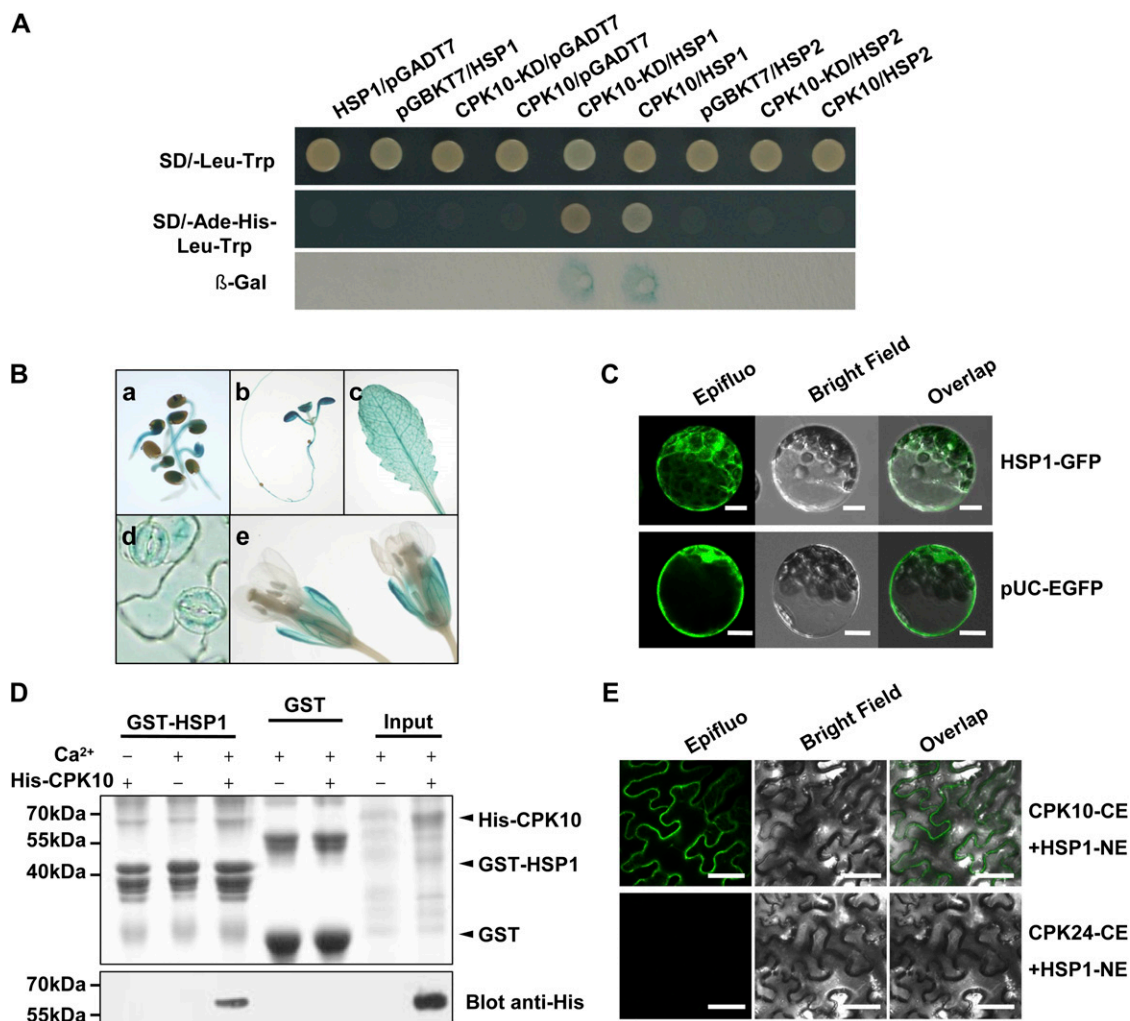 A
HSP1/pGADT7
pGBKT7/HSP1
CPK10-KD/pGADT7
CPK10/pGADT7
CPK10-KD/HSP1
CPK10/HSP1
pGBKT7/HSP2
CPK10-KD/HSP2
CPK10/HSP2
SD/-Leu-Trp
SD/-Ade-His-
Leu-Trp
ß-Gal
B
a
b
c
d
e
C
Epifluo
Bright Field
Overlap
HSP1-GFP
pUC-EGFP
D
GST-HSP1
GST
Input
Ca²⁺ – + + + + + +
His-CPK10 + – + – + – +
70kDa
55kDa
40kDa
His-CPK10
GST-HSP1
GST
70kDa
55kDa
Blot anti-His
E
Epifluo
Bright Field
Overlap
CPK10-CE
+HSP1-NE
CPK24-CE
+HSP1-NE